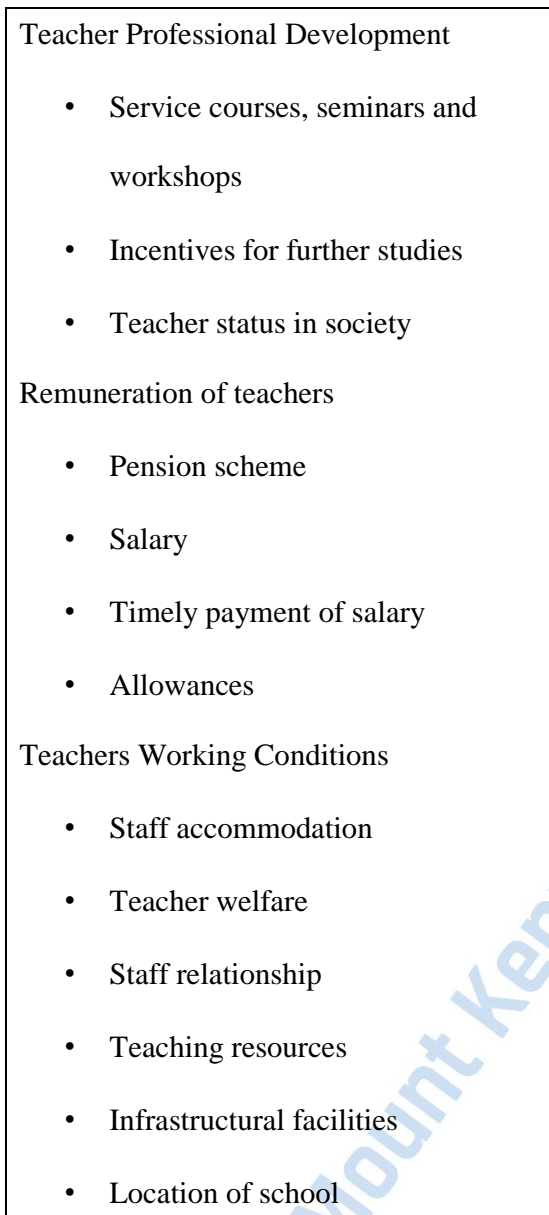 Teacher Professional Development
• Service courses, seminars and
workshops
• Incentives for further studies
• Teacher status in society
Remuneration of teachers
• Pension scheme
• Salary
• Timely payment of salary
• Allowances
Teachers Working Conditions
• Staff accommodation
• Teacher welfare
• Staff relationship
• Teaching resources
• Infrastructural facilities
• Location of school
Mount